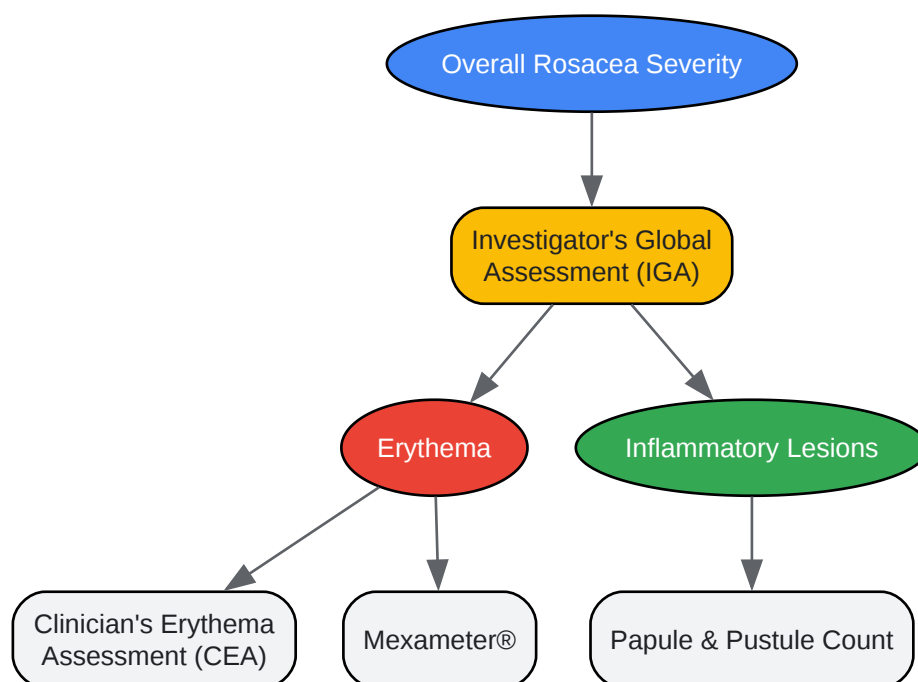 Overall Rosacea Severity
Investigator's Global
Assessment (IGA)
Erythema
Inflammatory Lesions
Clinician's Erythema
Assessment (CEA)
Mexameter®
Papule & Pustule Count